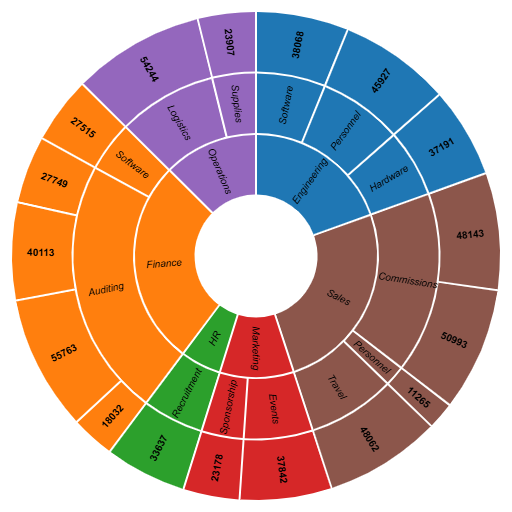 Engineering
Software
38068
Personnel
45927
Hardware
37191
Sales
Commissions
48143
50993
Personnel
11265
Travel
48062
Marketing
Events
37842
Sponsorship
23178
HR
Recruitment
33637
Finance
Auditing
18032
55763
40113
27749
Software
27515
Operations
Logistics
54244
Supplies
23907